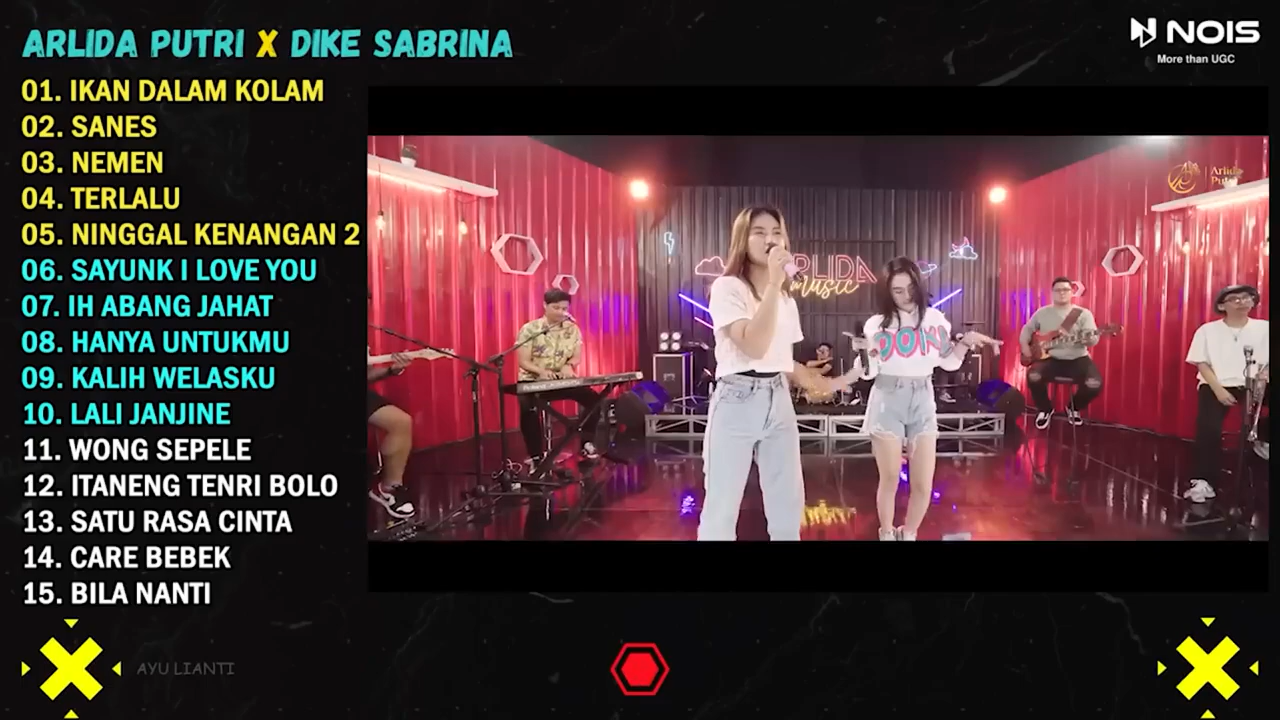 ARLIDA PUTRI X DIKE SABRINA
NOIS
More than UGC
01. IKAN DALAM KOLAM
02. SANES
03. NEMEN
04. TERLALU
05. NINGGAL KENANGAN 2
06. SAYUNK I LOVE YOU
07. IH ABANG JAHAT
08. HANYA UNTUKMU
09. KALIH WELASKU
10. LALI JANJINE
11. WONG SEPELE
12. ITANENG TENRI BOLO
13. SATU RASA CINTA
14. CARE BEBEK
15. BILA NANTI
Arlida
Putri
music
Roland
AYU LIANTI